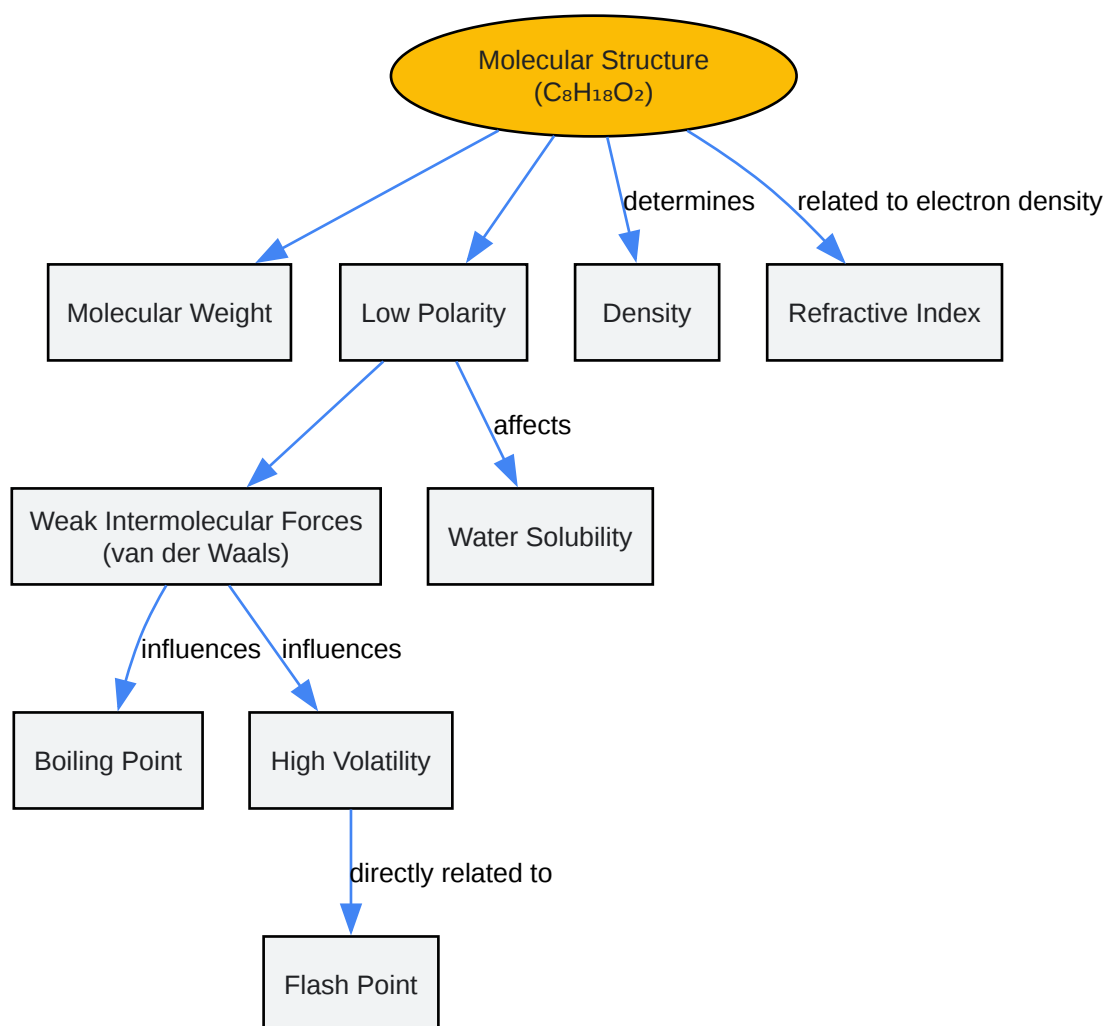 Molecular Structure
(C₈H₁₈O₂)
determines
related to electron density
Molecular Weight
Low Polarity
Density
Refractive Index
affects
Weak Intermolecular Forces
(van der Waals)
Water Solubility
influences
influences
Boiling Point
High Volatility
directly related to
Flash Point